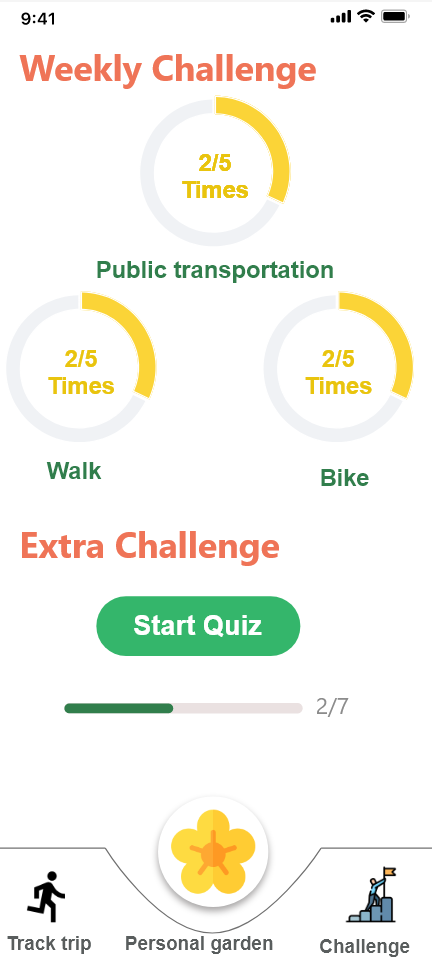 9:41
Weekly Challenge
2/5
Times
Public transportation
2/5
Times
Walk
2/5
Times
Bike
Extra Challenge
Start Quiz
2/7
Track trip
Personal garden
Challenge